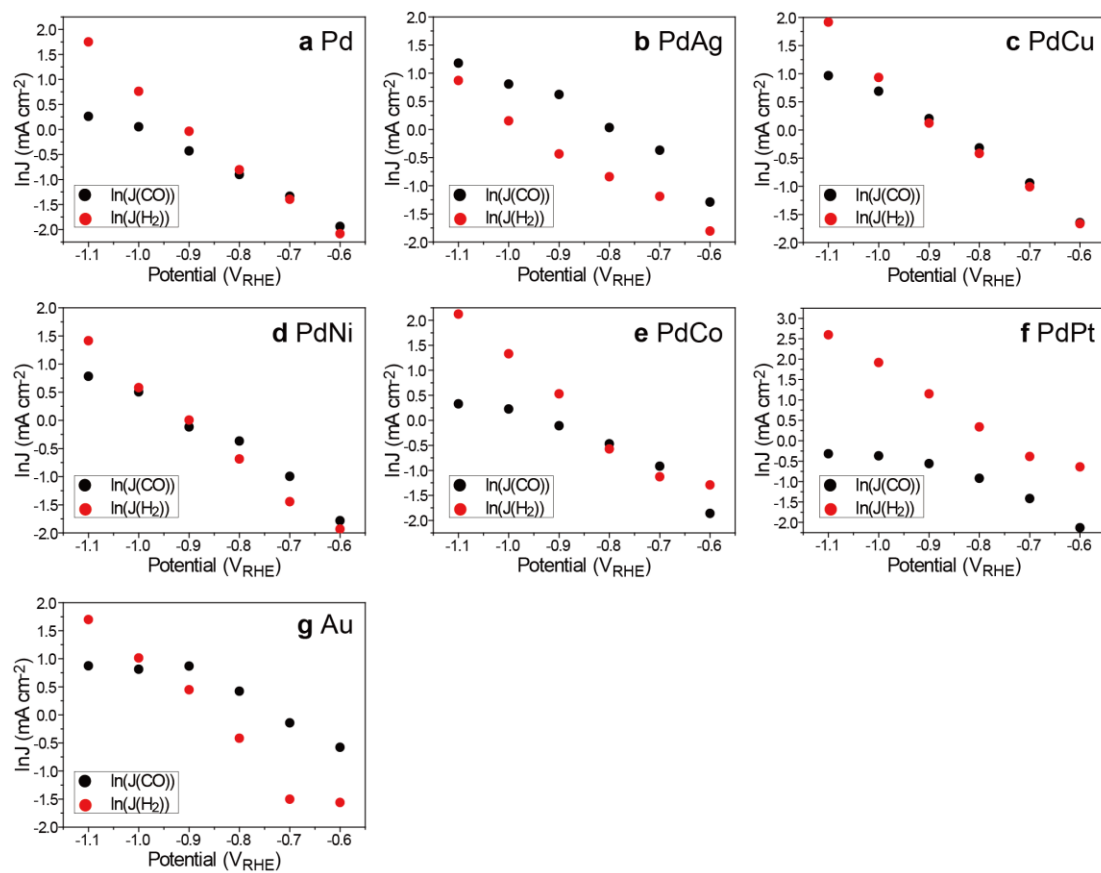 a Pd
lnJ (mA cm-2)
2.0
1.5
1.0
0.5
0.0
-0.5
-1.0
-1.5
-2.0
ln(J(CO))
ln(J(H2))
-1.1 -1.0 -0.9 -0.8 -0.7 -0.6
Potential (VRHE)
b PdAg
lnJ (mA cm-2)
2.0
1.5
1.0
0.5
0.0
-0.5
-1.0
-1.5
-2.0
ln(J(CO))
ln(J(H2))
-1.1 -1.0 -0.9 -0.8 -0.7 -0.6
Potential (VRHE)
c PdCu
lnJ (mA cm-2)
2.0
1.5
1.0
0.5
0.0
-0.5
-1.0
-1.5
-2.0
ln(J(CO))
ln(J(H2))
-1.1 -1.0 -0.9 -0.8 -0.7 -0.6
Potential (VRHE)
d PdNi
lnJ (mA cm-2)
2.0
1.5
1.0
0.5
0.0
-0.5
-1.0
-1.5
-2.0
ln(J(CO))
ln(J(H2))
-1.1 -1.0 -0.9 -0.8 -0.7 -0.6
Potential (VRHE)
e PdCo
lnJ (mA cm-2)
2.0
1.5
1.0
0.5
0.0
-0.5
-1.0
-1.5
-2.0
ln(J(CO))
ln(J(H2))
-1.1 -1.0 -0.9 -0.8 -0.7 -0.6
Potential (VRHE)
f PdPt
lnJ (mA cm-2)
3.0
2.5
2.0
1.5
1.0
0.5
0.0
-0.5
-1.0
-1.5
-2.0
ln(J(CO))
ln(J(H2))
-1.1 -1.0 -0.9 -0.8 -0.7 -0.6
Potential (VRHE)
g Au
lnJ (mA cm-2)
2.0
1.5
1.0
0.5
0.0
-0.5
-1.0
-1.5
-2.0
ln(J(CO))
ln(J(H2))
-1.1 -1.0 -0.9 -0.8 -0.7 -0.6
Potential (VRHE)